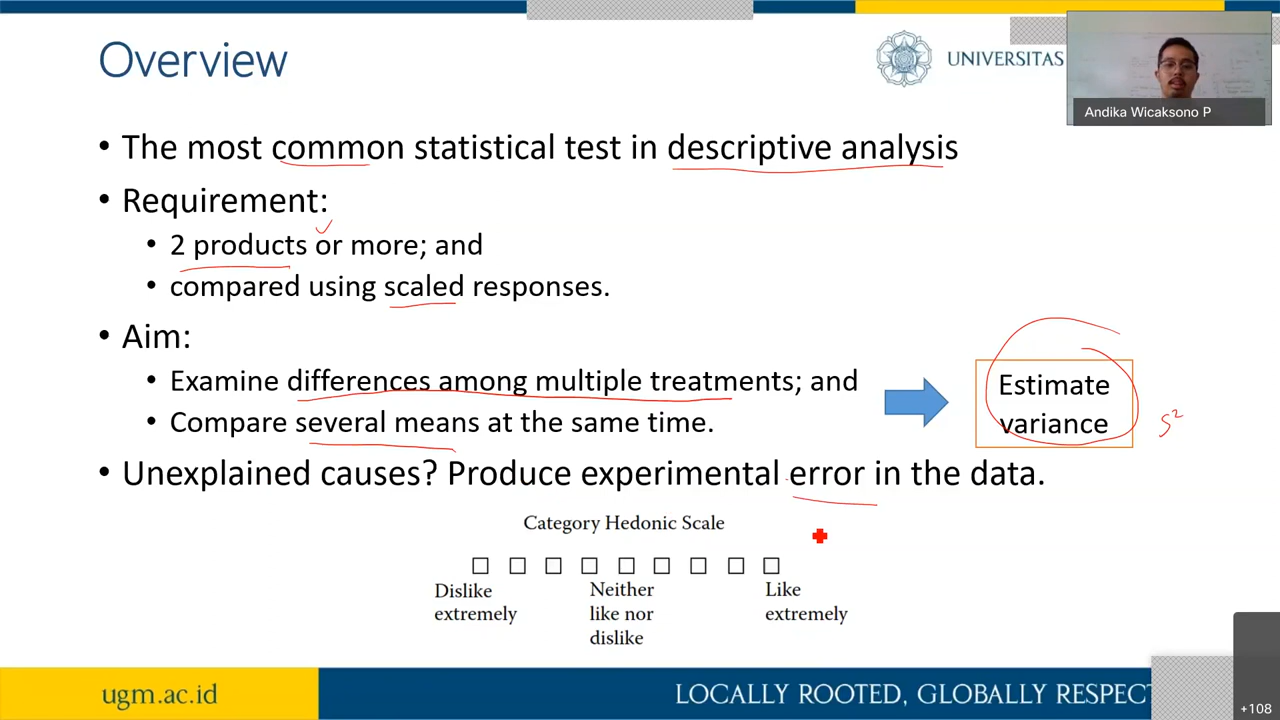 Overview
UNIVERSITAS
Andika Wicaksono P
• The most common statistical test in descriptive analysis
• Requirement:
• 2 products or more; and
• compared using scaled responses.
• Aim:
• Examine differences among multiple treatments; and
• Compare several means at the same time.
Estimate
variance
S²
• Unexplained causes? Produce experimental error in the data.
Category Hedonic Scale
Dislike
extremely
Neither
like nor
dislike
Like
extremely
ugm.ac.id
LOCALLY ROOTED, GLOBALLY RESPECT
+108